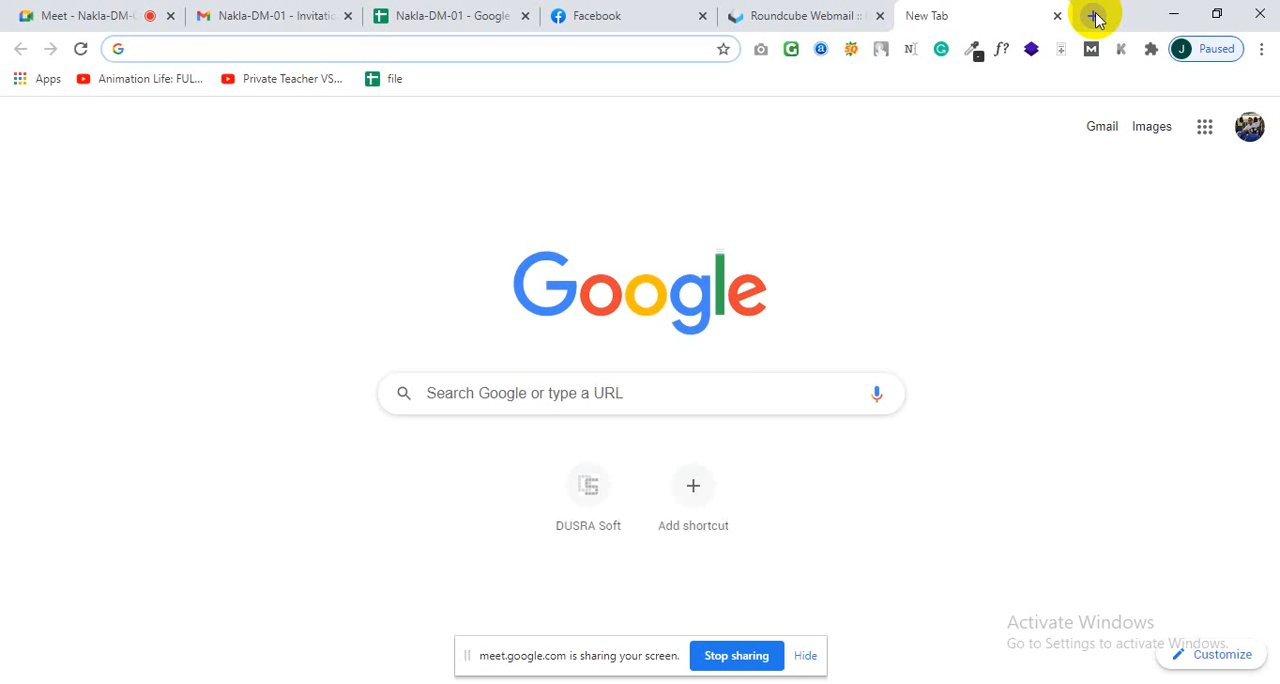 Meet - Nakla-DM-
Nakla-DM-01 - Invitatio
Nakla-DM-01 - Google
Facebook
Roundcube Webmail ::
New Tab
Paused
Apps
Animation Life: FUL...
Private Teacher VS...
file
Gmail
Images
Google
Search Google or type a URL
DUSRA Soft
Add shortcut
Activate Windows
Go to Settings to activate Windows.
Customize
meet.google.com is sharing your screen.
Stop sharing
Hide